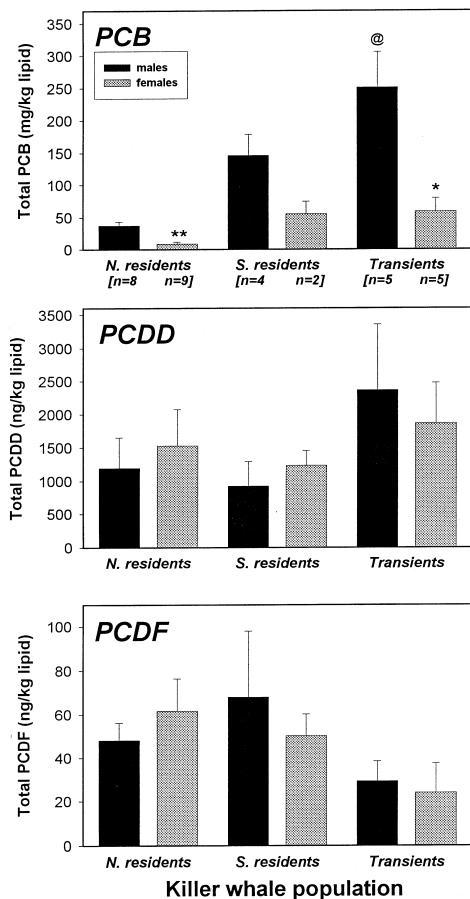 PCB
males
females
@
**
*
Total PCB (mg/kg lipid)
350
300
250
200
150
100
50
0
N. residents
S. residents
Transients
[n=8 n=9]
[n=4 n=2]
[n=5 n=5]
PCDD
Total PCDD (ng/kg lipid)
3500
3000
2500
2000
1500
1000
500
0
N. residents
S. residents
Transients
PCDF
Total PCDF (ng/kg lipid)
100
80
60
40
20
0
N. residents
S. residents
Transients
Killer whale population